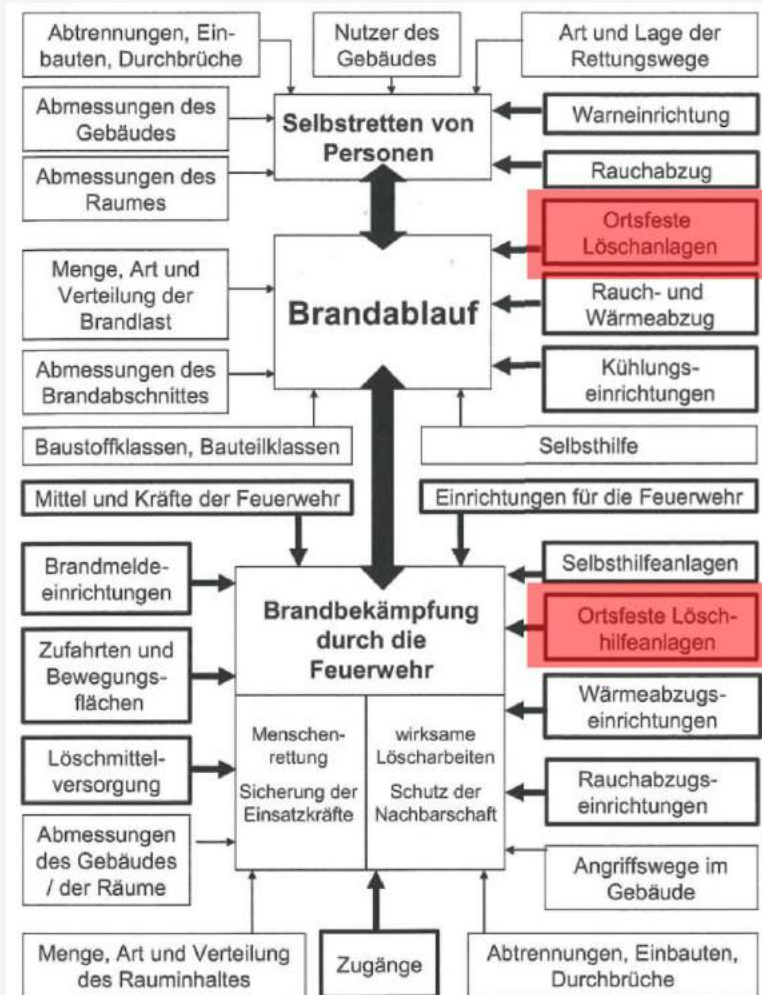 Abtrennungen, Ein-
bauten, Durchbrüche
Nutzer des
Gebäudes
Art und Lage der
Rettungswege
Abmessungen des
Gebäudes
Selbstretten von
Personen
Warneinrichtung
Abmessungen des
Raumes
Rauchabzug
Ortsfeste
Löschanlagen
Menge, Art und
Verteilung der
Brandlast
Brandablauf
Rauch- und
Wärmeabzug
Abmessungen des
Brandabschnittes
Kühlungs-
einrichtungen
Baustoffklassen, Bauteilklassen
Selbsthilfe
Mittel und Kräfte der Feuerwehr
Einrichtungen für die Feuerwehr
Brandmelde-
einrichtungen
Selbsthilfeanlagen
Brandbekämpfung
durch die
Feuerwehr
Ortsfeste Lösch-
hilfeanlagen
Zufahrten und
Bewegungs-
flächen
Menschen-
rettung
Sicherung der
Einsatzkräfte
wirksame
Löscharbeiten
Schutz der
Nachbarschaft
Wärmeabzugs-
einrichtungen
Löschmittel-
versorgung
Rauchabzugs-
einrichtungen
Abmessungen
des Gebäudes
/ der Räume
Angriffswege im
Gebäude
Menge, Art und Verteilung
des Rauminhaltes
Zugänge
Abtrennungen, Einbauten,
Durchbrüche